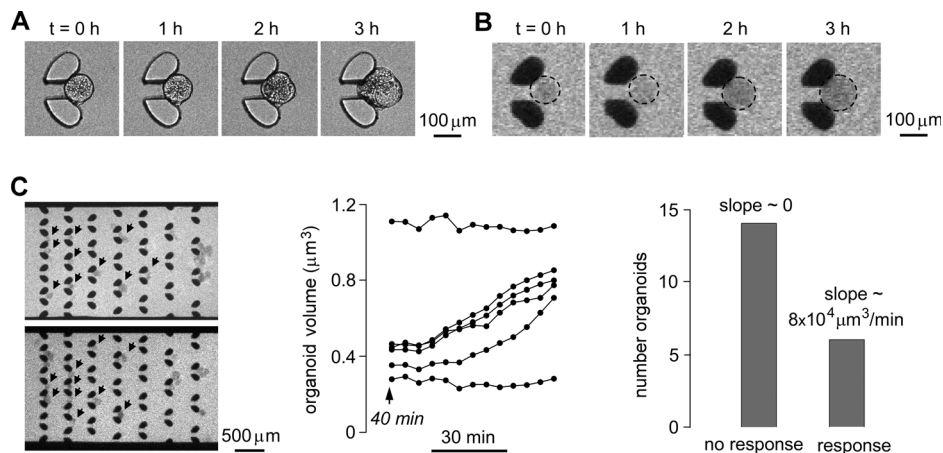 A
t = 0 h 1 h 2 h 3 h
100 μm
B
t = 0 h 1 h 2 h 3 h
100 μm
C
500 μm
organoid volume (μm³)
1.2
0.8
0.4
0
40 min
30 min
number organoids
15
10
5
0
slope ~ 0
slope ~
8x10⁴μm³/min
no response response